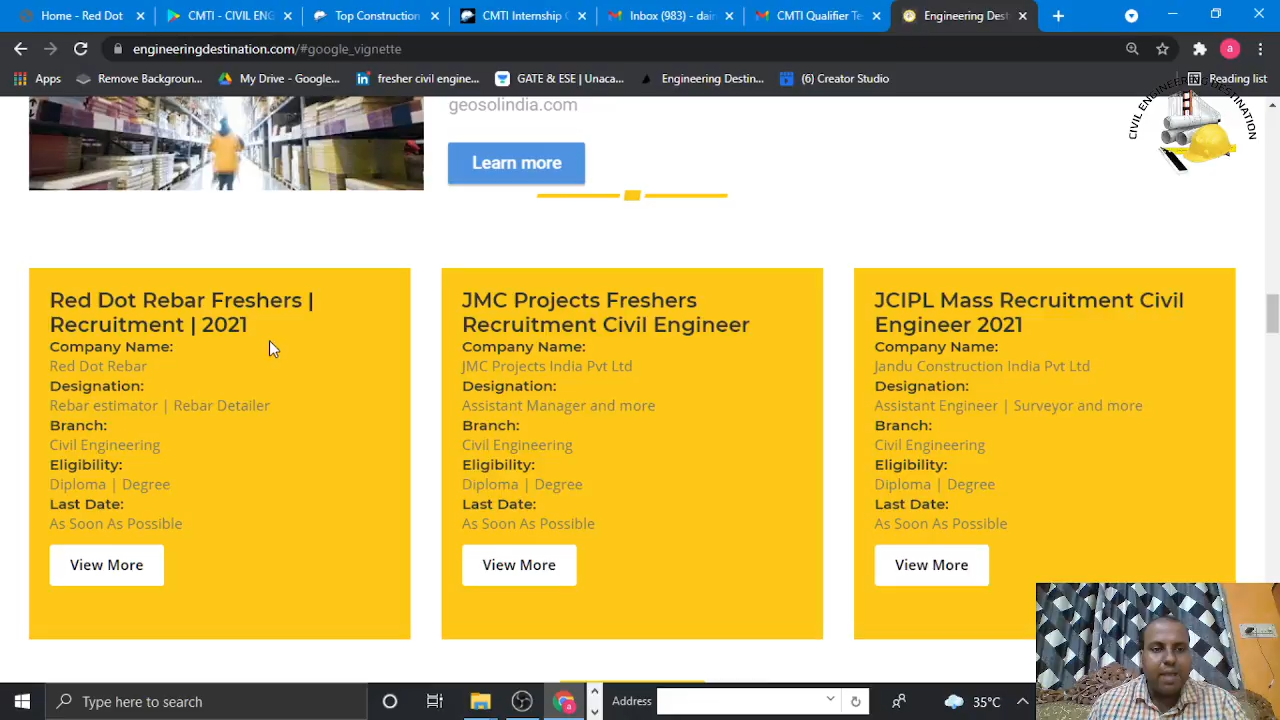 Home - Red Dot
CMTI - CIVIL ENG
Top Construction
CMTI Internship C
Inbox (983) - dain
CMTI Qualifier Te
Engineering Dest
engineeringdestination.com/#google_vignette
a
Apps
Remove Backgroun...
My Drive - Google...
fresher civil engine...
GATE & ESE | Unaca...
Engineering Destin...
(6) Creator Studio
Reading list
geosolindia.com
Learn more
CIVIL ENGINEERING DESTINATION
Red Dot Rebar Freshers |
Recruitment | 2021
Company Name:
Red Dot Rebar
Designation:
Rebar estimator | Rebar Detailer
Branch:
Civil Engineering
Eligibility:
Diploma | Degree
Last Date:
As Soon As Possible
View More
JMC Projects Freshers
Recruitment Civil Engineer
Company Name:
JMC Projects India Pvt Ltd
Designation:
Assistant Manager and more
Branch:
Civil Engineering
Eligibility:
Diploma | Degree
Last Date:
As Soon As Possible
View More
JCIPL Mass Recruitment Civil
Engineer 2021
Company Name:
Jandu Construction India Pvt Ltd
Designation:
Assistant Engineer | Surveyor and more
Branch:
Civil Engineering
Eligibility:
Diploma | Degree
Last Date:
As Soon As Possible
View More
Type here to search
Address
35°C